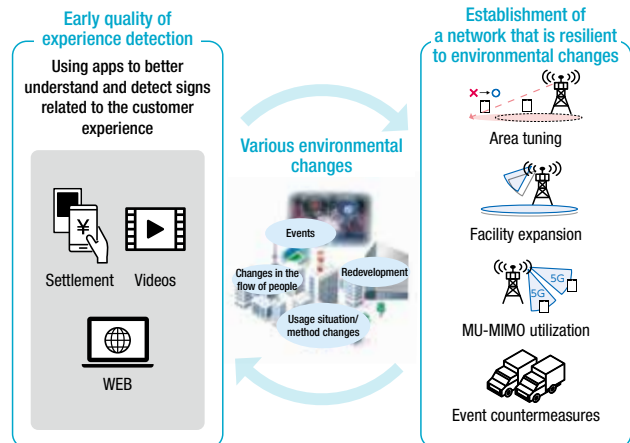 Early quality of
experience detection
Using apps to better
understand and detect signs
related to the customer
experience
¥
Settlement
Videos
WEB
Various environmental
changes
Events
Changes in the
flow of people
Redevelopment
Usage situation/
method changes
Establishment of
a network that is resilient
to environmental changes
Area tuning
Facility expansion
5G
5G
MU-MIMO utilization
Event countermeasures